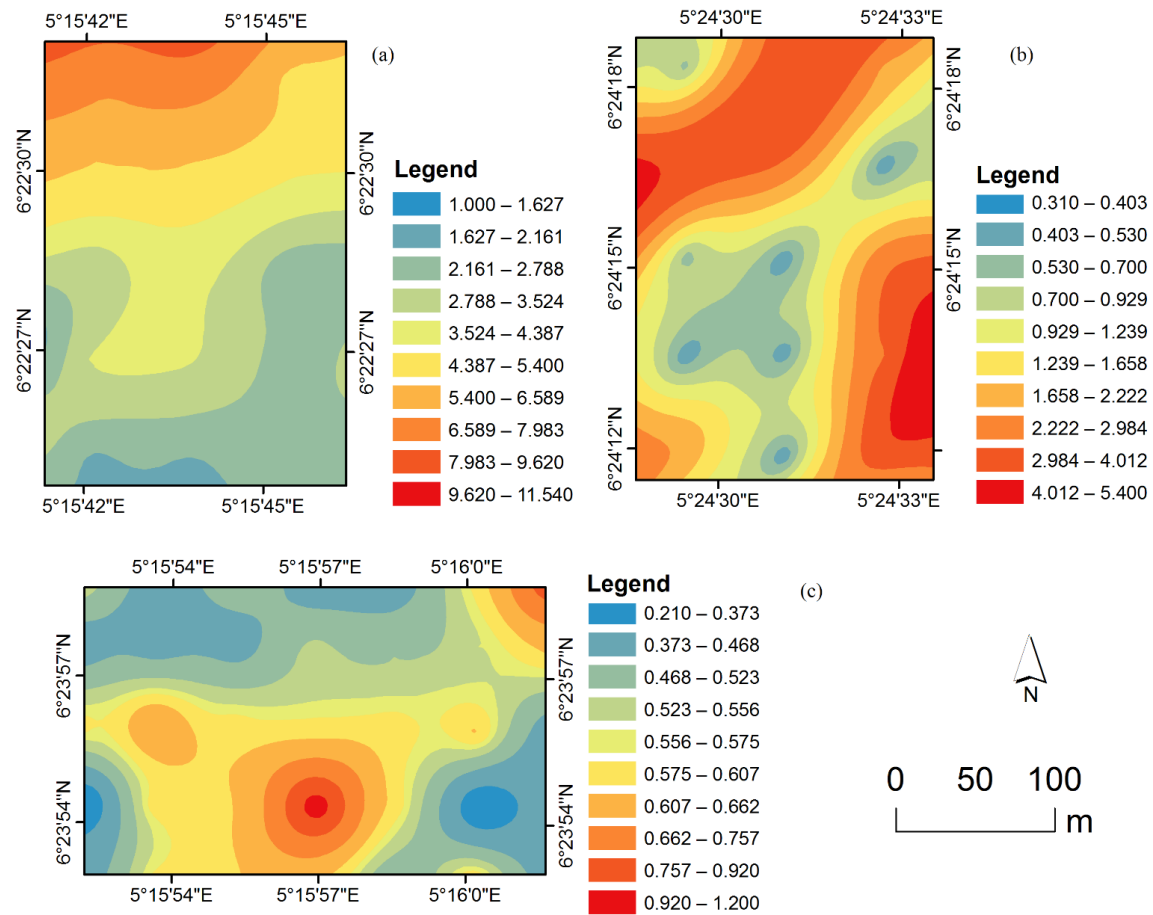 5°15'42"E 5°15'45"E
(a)
6°22'30"N
6°22'30"N
6°22'27"N
6°22'27"N
5°15'42"E 5°15'45"E
Legend
1.000 – 1.627
1.627 – 2.161
2.161 – 2.788
2.788 – 3.524
3.524 – 4.387
4.387 – 5.400
5.400 – 6.589
6.589 – 7.983
7.983 – 9.620
9.620 – 11.540
5°24'30"E 5°24'33"E
(b)
6°24'18"N
6°24'18"N
6°24'15"N
6°24'15"N
6°24'12"N
5°24'30"E 5°24'33"E
Legend
0.310 – 0.403
0.403 – 0.530
0.530 – 0.700
0.700 – 0.929
0.929 – 1.239
1.239 – 1.658
1.658 – 2.222
2.222 – 2.984
2.984 – 4.012
4.012 – 5.400
5°15'54"E 5°15'57"E 5°16'0"E
(c)
6°23'57"N
6°23'57"N
6°23'54"N
6°23'54"N
5°15'54"E 5°15'57"E 5°16'0"E
Legend
0.210 – 0.373
0.373 – 0.468
0.468 – 0.523
0.523 – 0.556
0.556 – 0.575
0.575 – 0.607
0.607 – 0.662
0.662 – 0.757
0.757 – 0.920
0.920 – 1.200
N
0 50 100
m